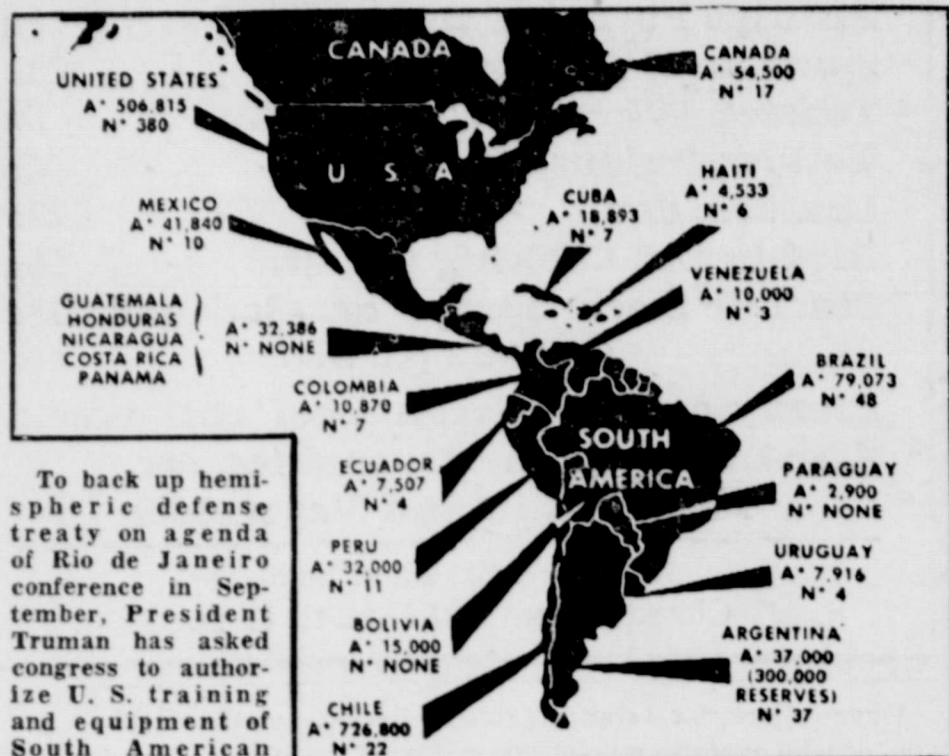 CANADA
CANADA
A* 54,500
N* 17
UNITED STATES
A* 506,815
N* 380
U S A
HAITI
A* 4,533
N* 6
CUBA
A* 18,893
N* 7
MEXICO
A* 41,840
N* 10
VENEZUELA
A* 10,000
N* 3
GUATEMALA
HONDURAS
NICARAGUA
COSTA RICA
PANAMA
A* 32,386
N* NONE
BRAZIL
A* 79,073
N* 48
COLOMBIA
A* 10,870
N* 7
SOUTH
AMERICA
ECUADOR
A* 7,507
N* 4
PARAGUAY
A* 2,900
N* NONE
PERU
A* 32,000
N* 11
URUGUAY
A* 7,916
N* 4
BOLIVIA
A* 15,000
N* NONE
ARGENTINA
A* 37,000
(300,000
RESERVES)
N* 37
CHILE
A* 726,800
N* 22
To back up hemi-
spheric defense
treaty on agenda
of Rio de Janeiro
conference in Sep-
tember, President
Truman has asked
congress to author-
ize U. S. training
and equipment of
South American